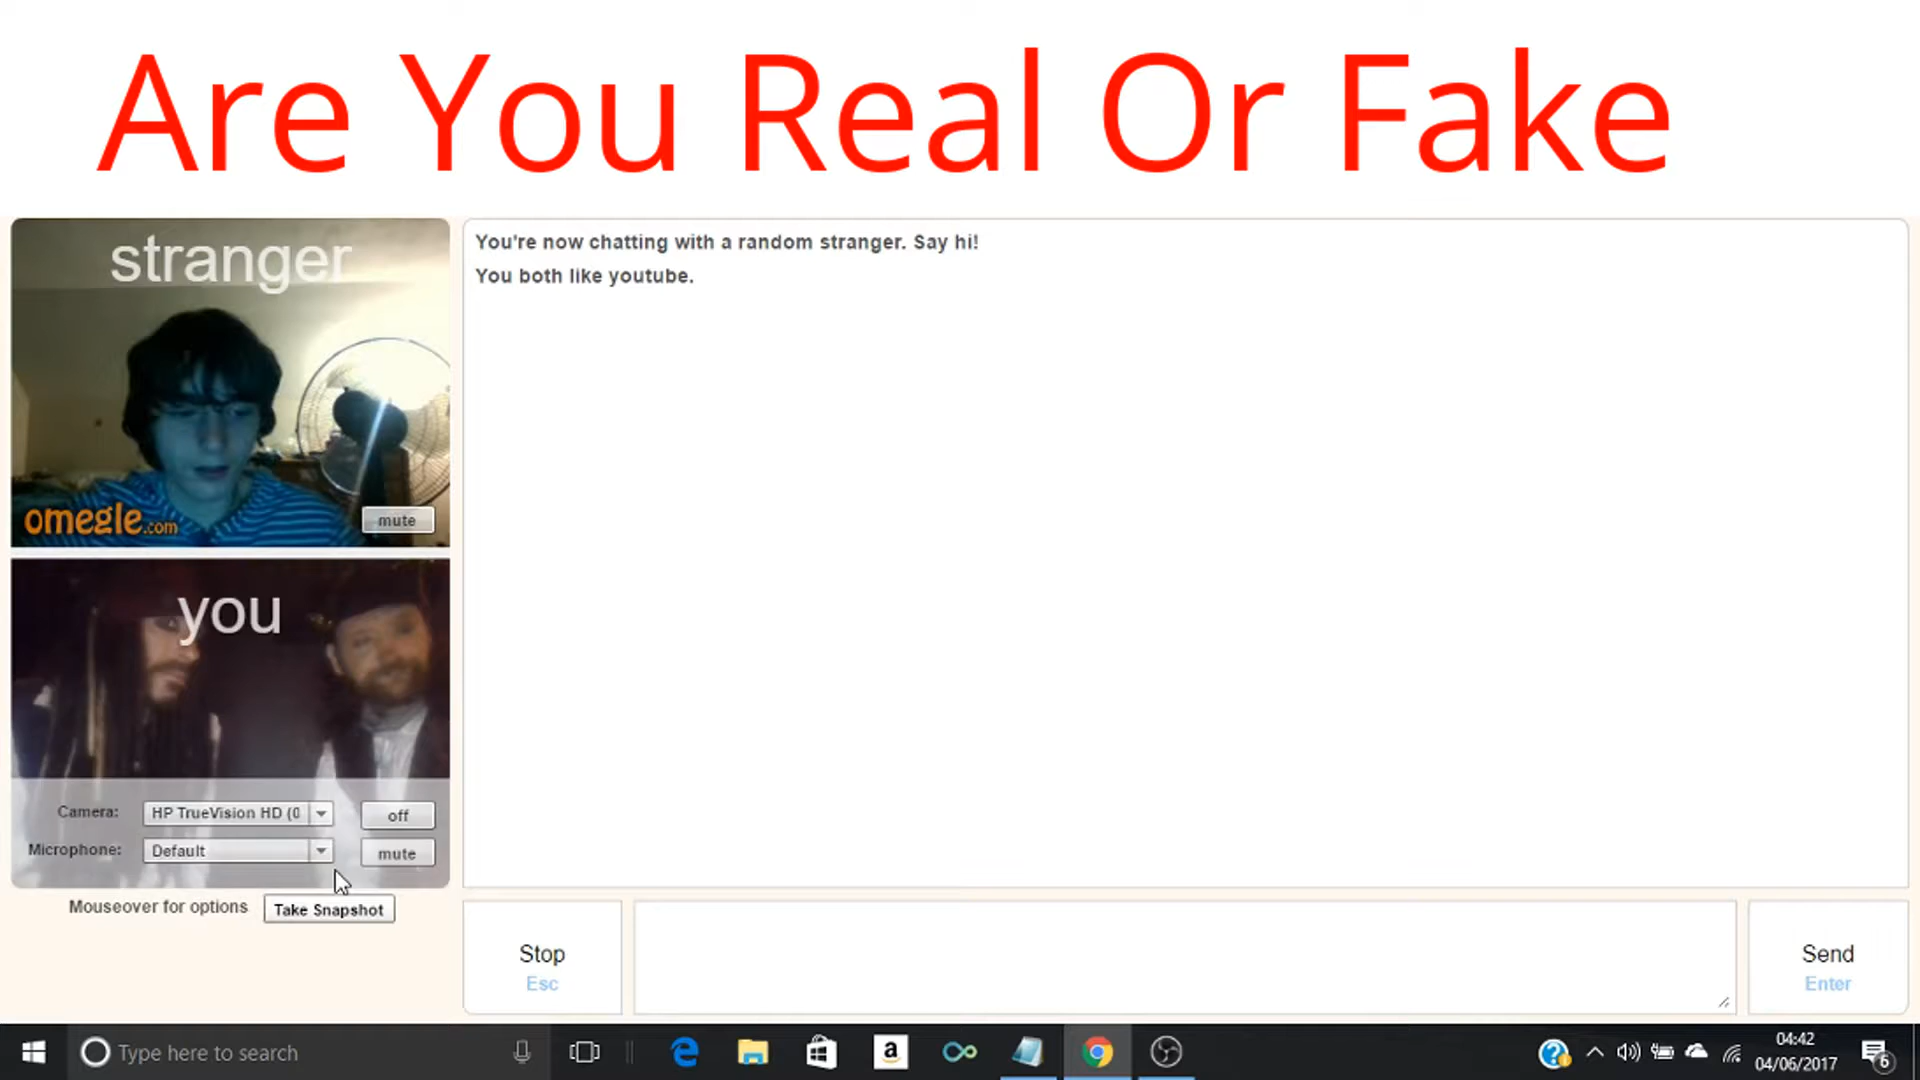 Are You Real Or Fake
stranger
omegle.com
mute
you
Camera:
HP TrueVision HD (0
off
Microphone:
Default
mute
Mouseover for options
Take Snapshot
You're now chatting with a random stranger. Say hi!
You both like youtube.
Stop
Esc
Send
Enter
Type here to search
a
04:42
04/06/2017
6